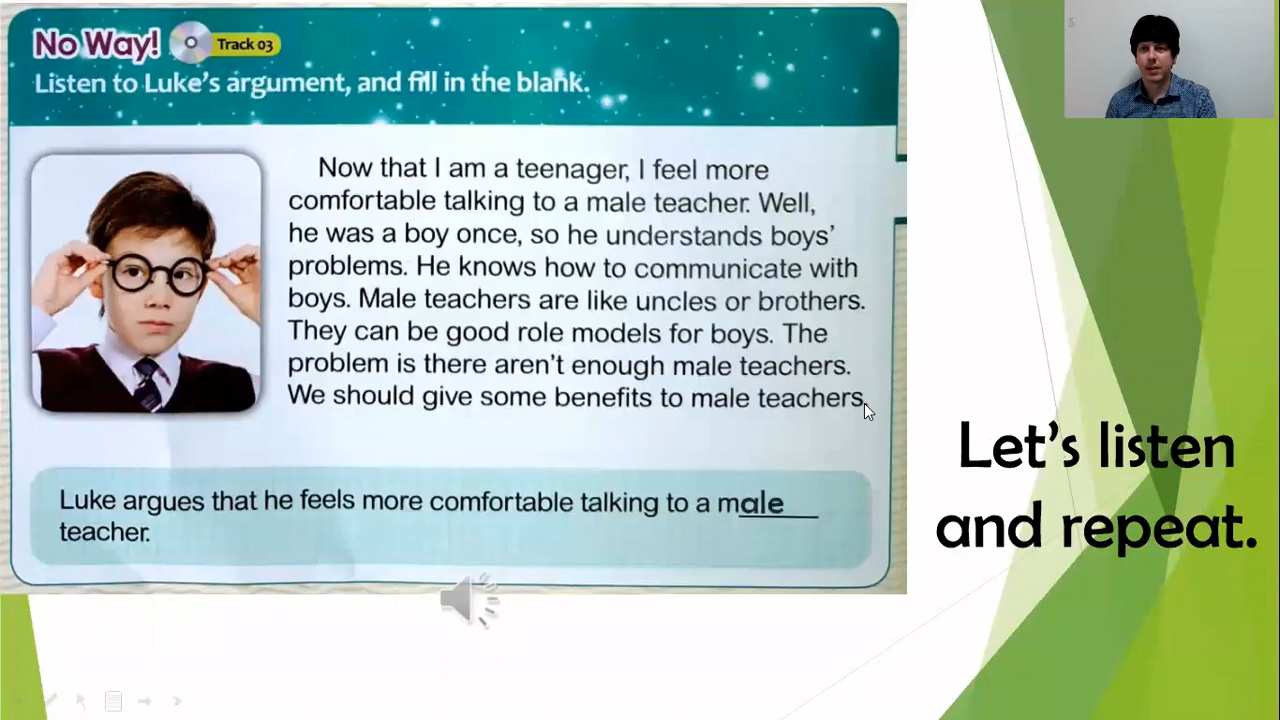 No Way!
Track 03
Listen to Luke's argument, and fill in the blank.
Now that I am a teenager, I feel more
comfortable talking to a male teacher. Well,
he was a boy once, so he understands boys'
problems. He knows how to communicate with
boys. Male teachers are like uncles or brothers.
They can be good role models for boys. The
problem is there aren't enough male teachers.
We should give some benefits to male teachers.
Luke argues that he feels more comfortable talking to a male
teacher.
Let's listen
and repeat.